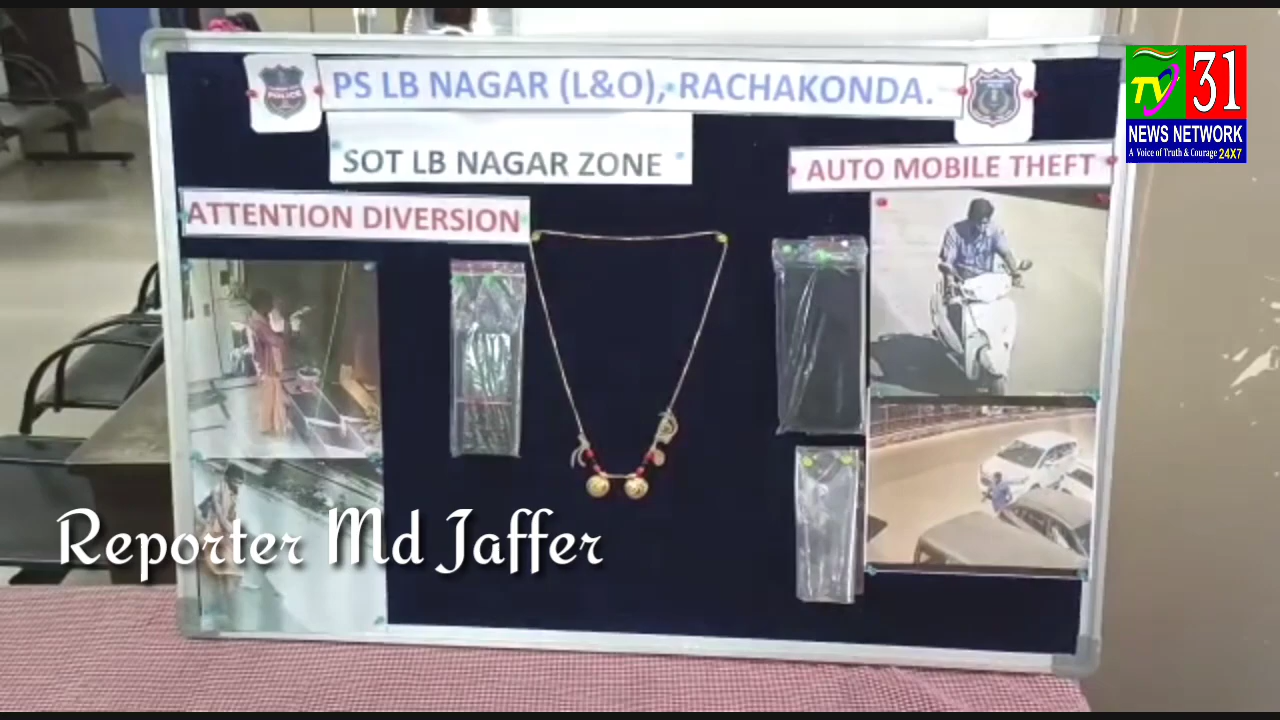 PS LB NAGAR (L&O), RACHAKONDA.
POLICE
SOT LB NAGAR ZONE
AUTO MOBILE THEFT
ATTENTION DIVERSION
TV 31
NEWS NETWORK
A Voice of Truth & Courage 24X7
Reporter Md Jaffer